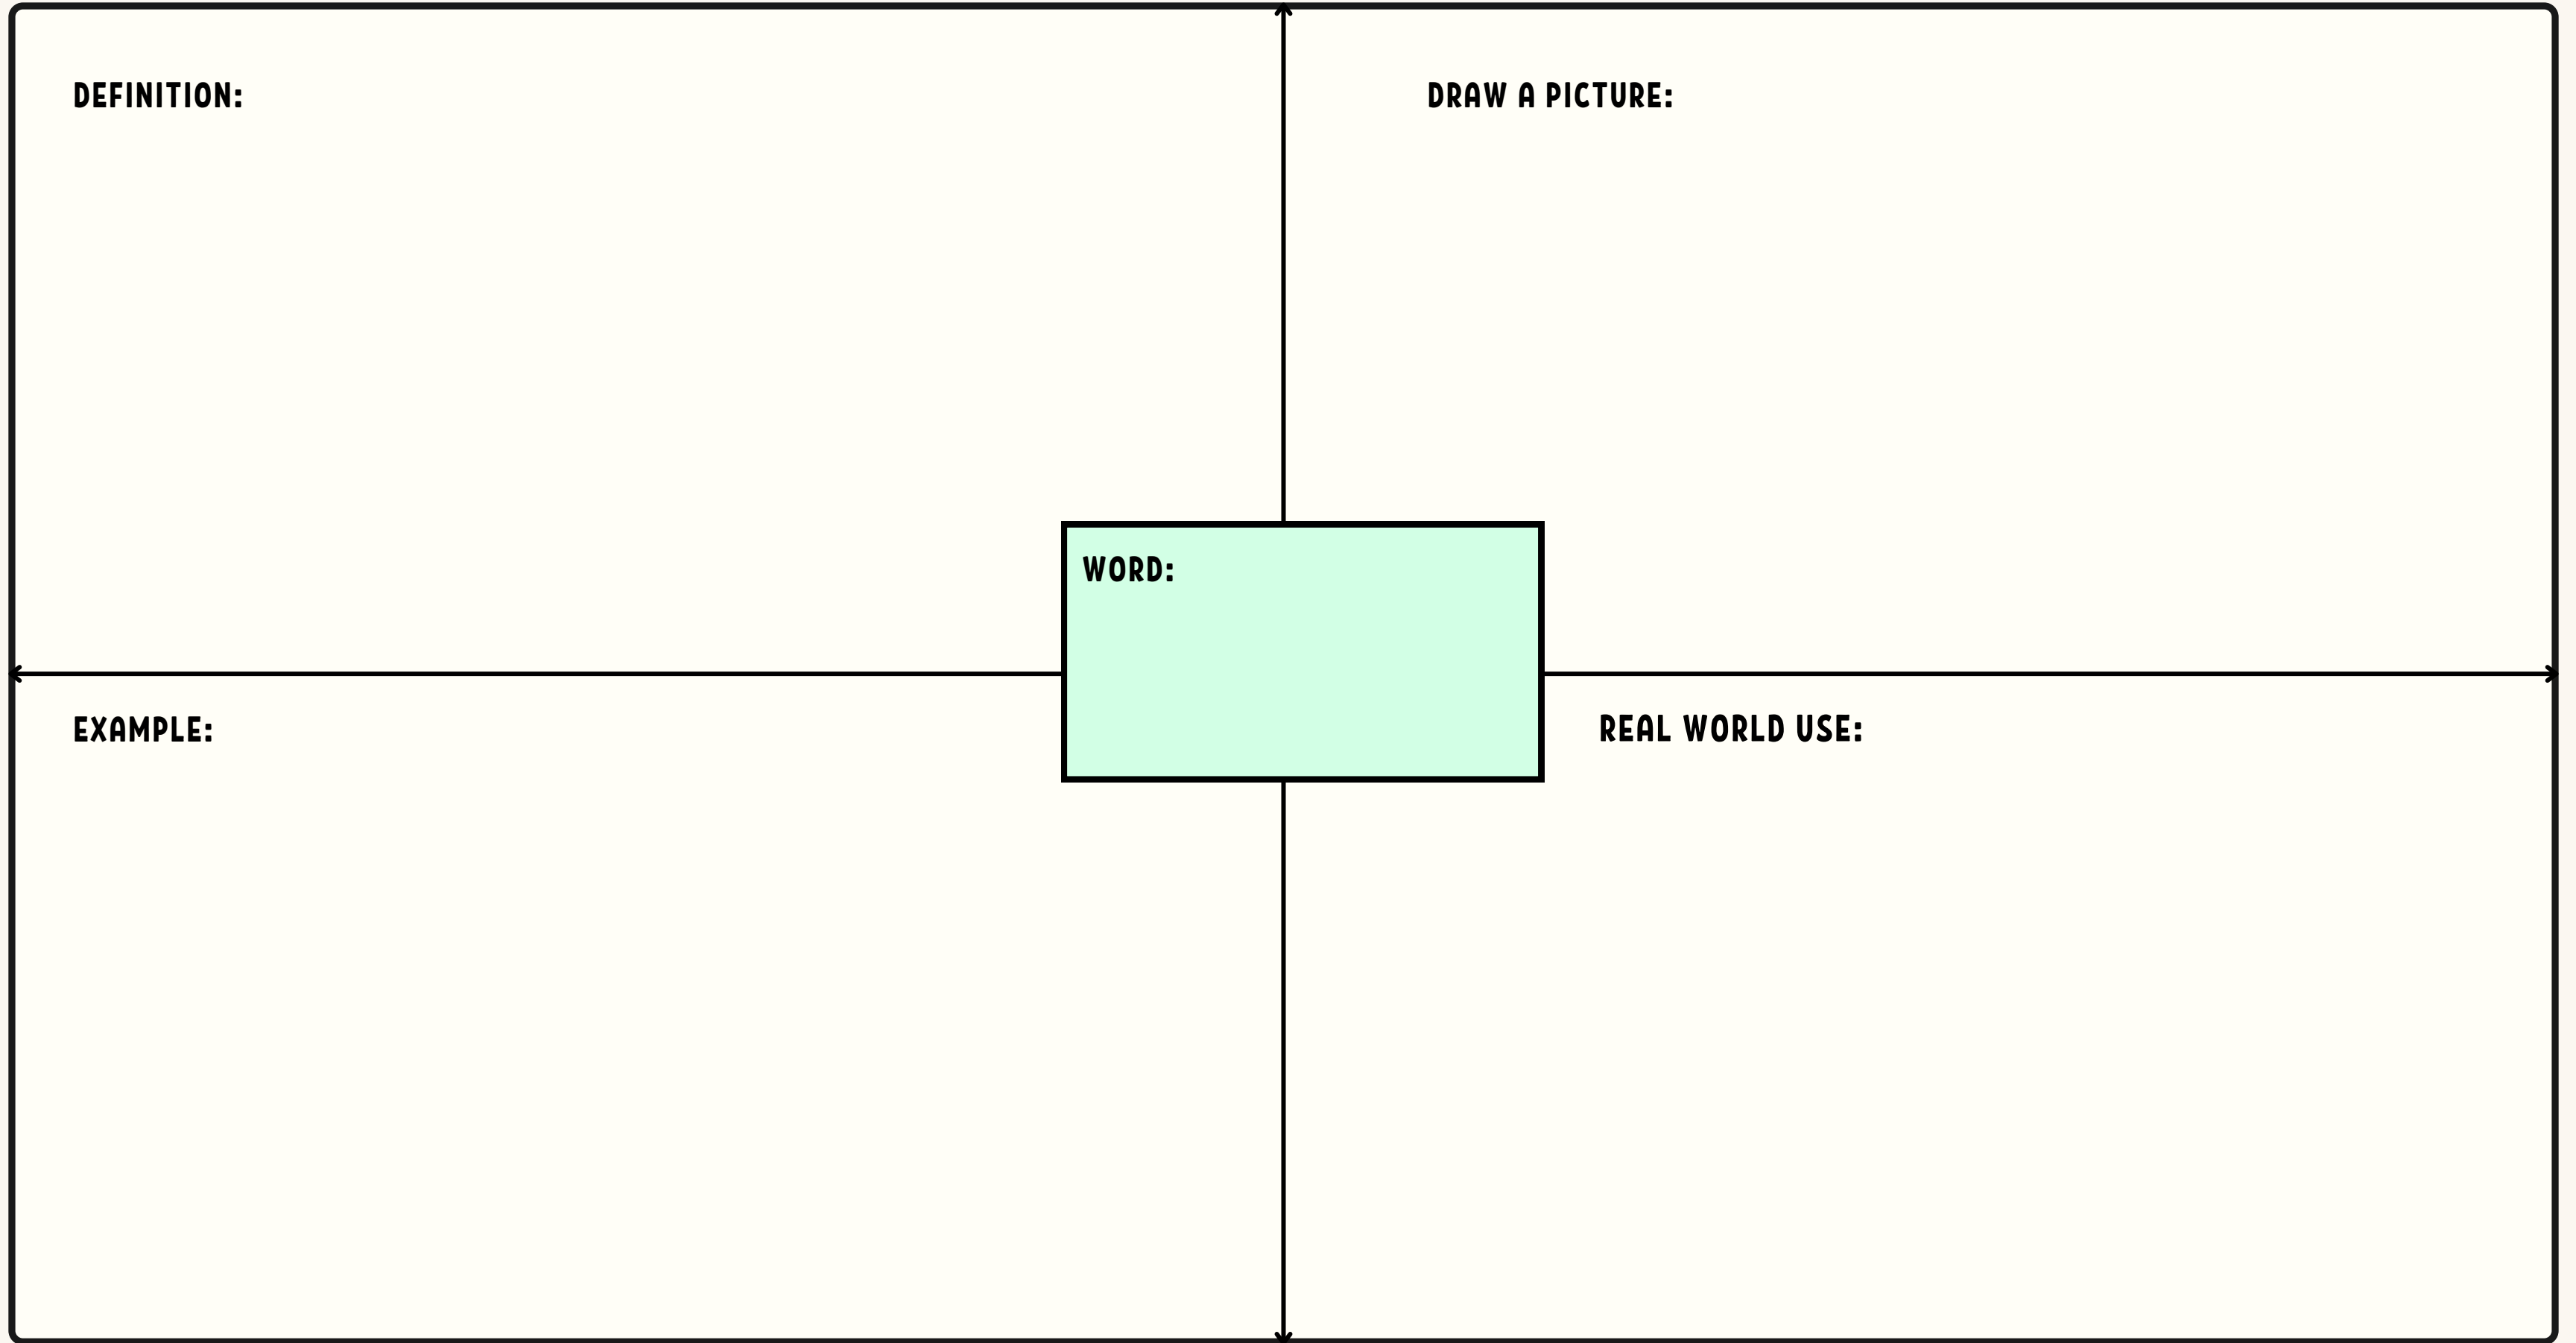 DEFINITION:
DRAW A PICTURE:
WORD:
EXAMPLE:
REAL WORLD USE: